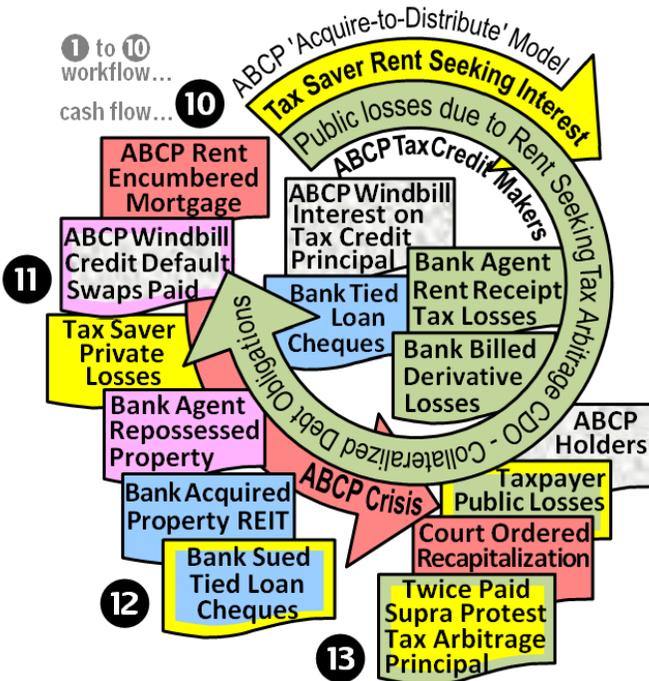 1 to 10
workflow...
cash flow...
10
ABCP 'Acquire-to-Distribute' Model
Tax Saver Rent Seeking Interest
Public losses due to Rent Seeking Tax Arbitrage CDO - Collateralized Debt Obligations
ABCP Tax Credit Makers
ABCP Rent
Encumbered
Mortgage
ABCP Windbill
Interest on
Tax Credit
Principal
11
ABCP Windbill
Credit Default
Swaps Paid
Bank Agent
Rent Receipt
Tax Losses
Bank Tied
Loan
Cheques
Tax Saver
Private
Losses
Bank Billed
Derivative
Losses
Bank Agent
Repossessed
Property
ABCP
Holders
ABCP Crisis
Bank Acquired
Property REIT
Taxpayer
Public Losses
Court Ordered
Recapitalization
12
Bank Sued
Tied Loan
Cheques
13
Twice Paid
Supra Protest
Tax Arbitrage
Principal